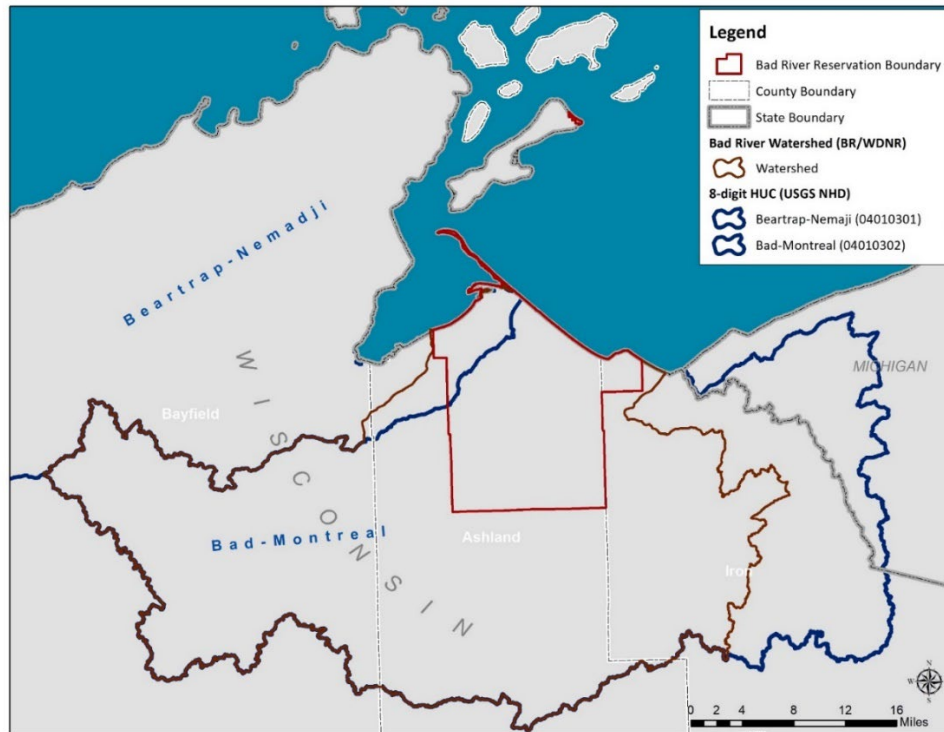 Legend
Bad River Reservation Boundary
County Boundary
State Boundary
Bad River Watershed (BR/WDNR)
Watershed
8-digit HUC (USGS NHD)
Beartrap-Nemaji (04010301)
Bad-Montreal (04010302)
Beartrap-Nemadji
WISCONSIN
MICHIGAN
Bayfield
Bad-Montreal
Ashland
Iron
N
W E
S
0 2 4 8 12 16
Miles